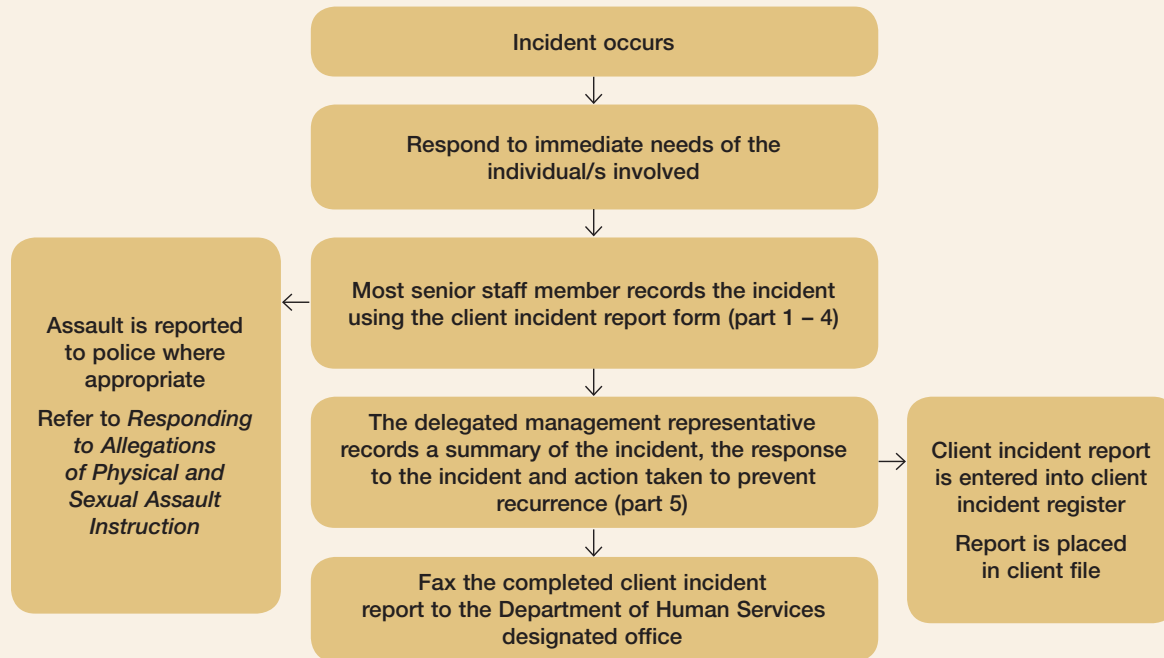 Incident occurs
Respond to immediate needs of the
individual/s involved
Most senior staff member records the incident
using the client incident report form (part 1 – 4)
Assault is reported
to police where
appropriate
Refer to Responding
to Allegations
of Physical and
Sexual Assault
Instruction
The delegated management representative
records a summary of the incident, the response
to the incident and action taken to prevent
recurrence (part 5)
Client incident report
is entered into client
incident register
Report is placed
in client file
Fax the completed client incident
report to the Department of Human Services
designated office